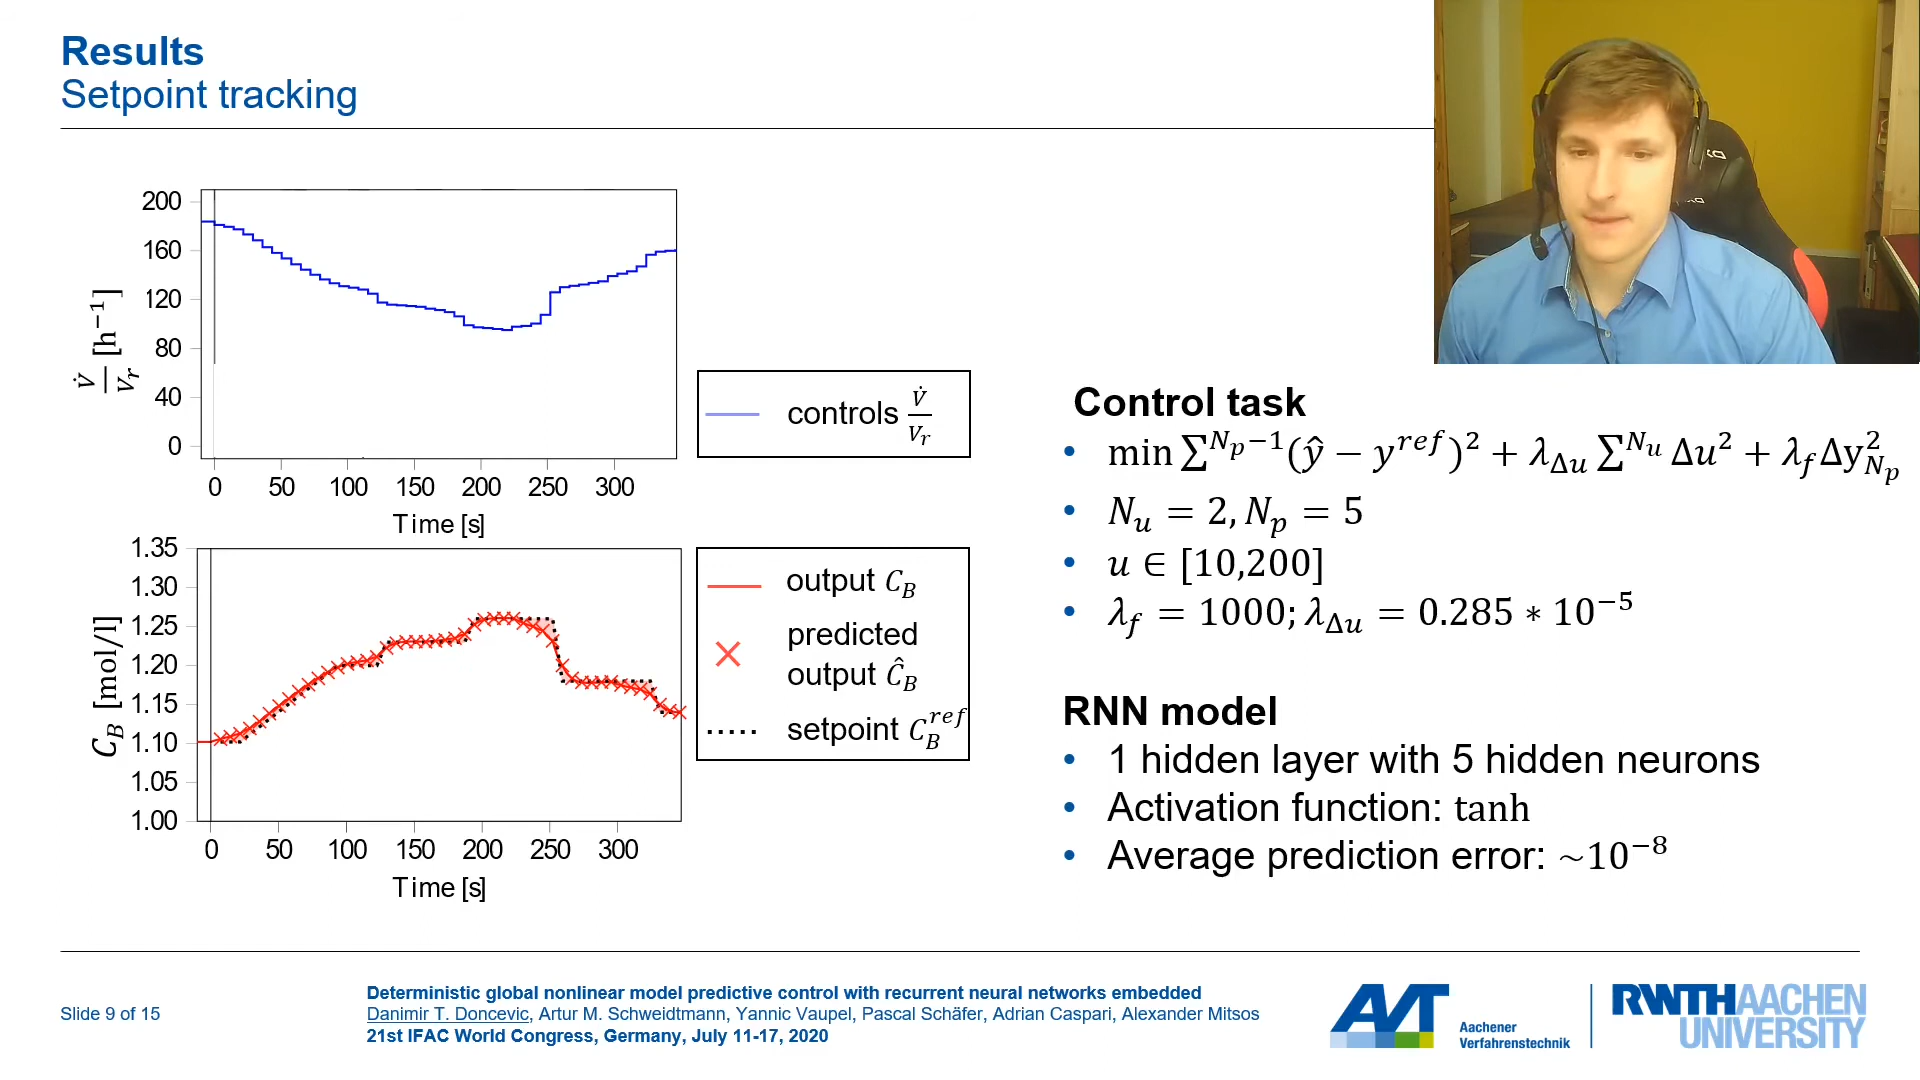 Results
Setpoint tracking
200
160
120
80
40
0
V̇/Vᵣ [h⁻¹]
0 50 100 150 200 250 300
Time [s]
controls V̇/Vᵣ
1.35
1.30
1.25
1.20
1.15
1.10
1.05
1.00
C_B [mol/l]
0 50 100 150 200 250 300
Time [s]
output C_B
predicted
output Ĉ_B
setpoint C_B^ref
Control task
• min ∑^{N_p−1}(ŷ − y^{ref})² + λ_{Δu} ∑^{N_u} Δu² + λ_f Δy²_{N_p}
• N_u = 2, N_p = 5
• u ∈ [10,200]
• λ_f = 1000; λ_{Δu} = 0.285 * 10⁻⁵
RNN model
• 1 hidden layer with 5 hidden neurons
• Activation function: tanh
• Average prediction error: ~10⁻⁸
Slide 9 of 15
Deterministic global nonlinear model predictive control with recurrent neural networks embedded
Danimir T. Doncevic, Artur M. Schweidtmann, Yannic Vaupel, Pascal Schäfer, Adrian Caspari, Alexander Mitsos
21st IFAC World Congress, Germany, July 11-17, 2020
AVT
Aachener
Verfahrenstechnik
RWTH AACHEN
UNIVERSITY